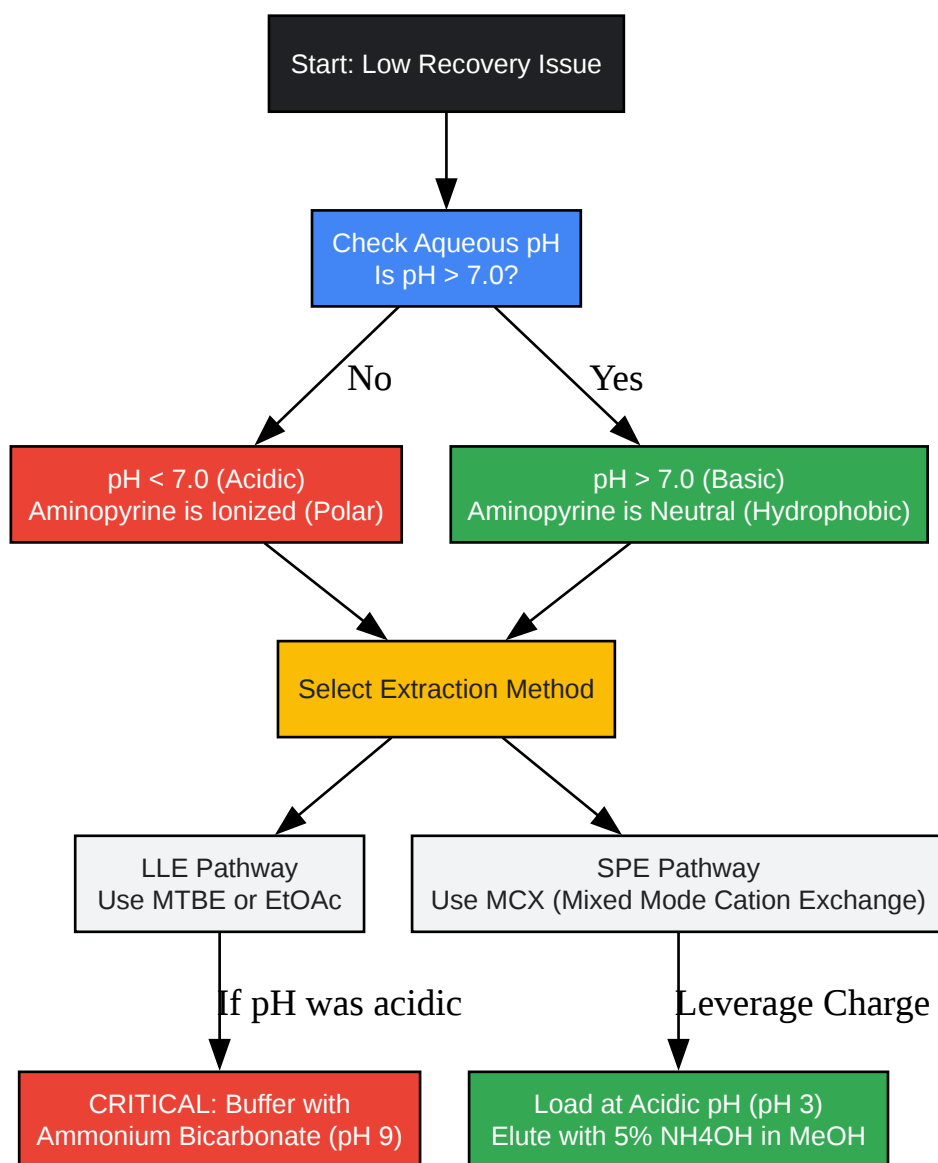 Start: Low Recovery Issue
Check Aqueous pH
Is pH > 7.0?
No
Yes
pH < 7.0 (Acidic)
Aminopyrine is Ionized (Polar)
pH > 7.0 (Basic)
Aminopyrine is Neutral (Hydrophobic)
Select Extraction Method
LLE Pathway
Use MTBE or EtOAc
SPE Pathway
Use MCX (Mixed Mode Cation Exchange)
If pH was acidic
Leverage Charge
CRITICAL: Buffer with
Ammonium Bicarbonate (pH 9)
Load at Acidic pH (pH 3)
Elute with 5% NH4OH in MeOH